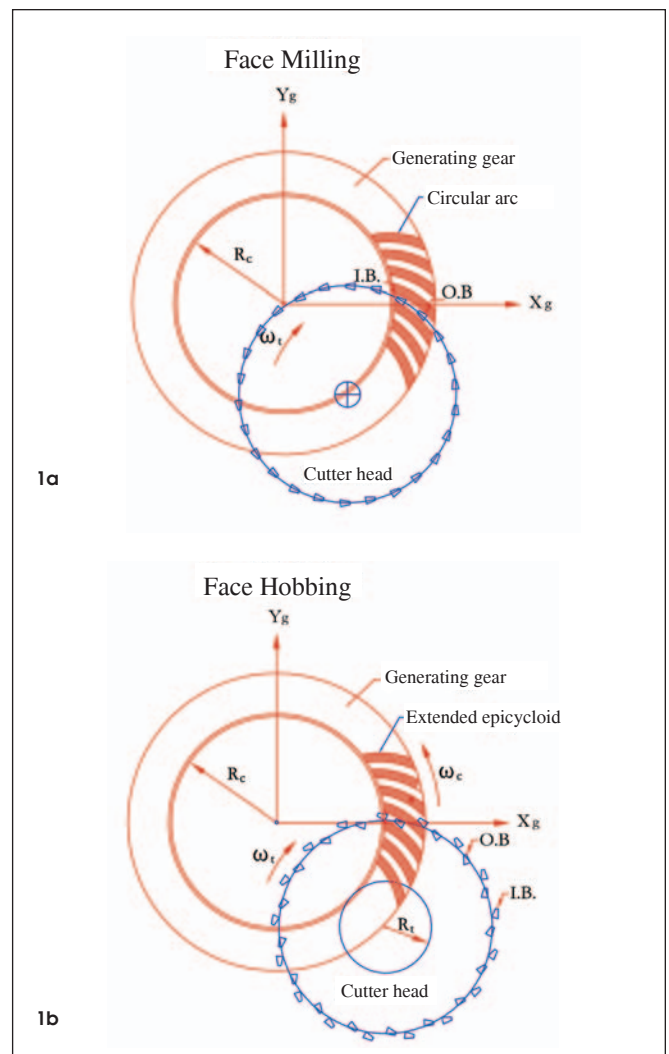 Face Milling
Yg
Generating gear
Circular arc
Rc
I.B.
O.B
Xg
ωt
Cutter head
1a
Face Hobbing
Yg
Generating gear
Extended epicycloid
Rc
ωc
Xg
ωt
O.B
I.B.
Rt
Cutter head
1b